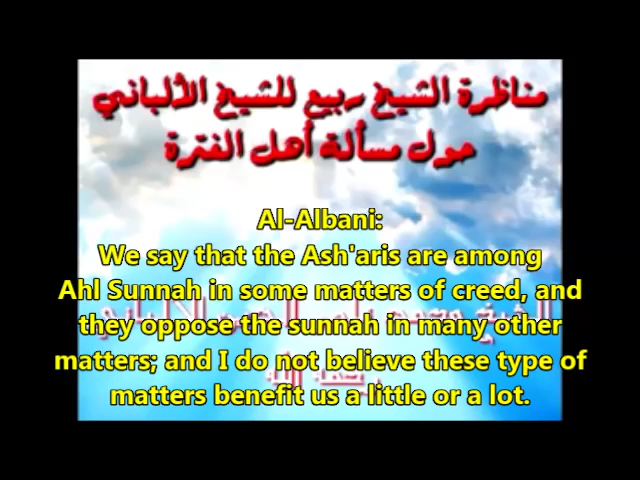 مناظرة الشيخ ربيع للشيخ الألباني
حول مسألة أهل الفترة
Al-Albani:
We say that the Ash'aris are among
Ahl Sunnah in some matters of creed, and
they oppose the sunnah in many other
matters; and I do not believe these type of
matters benefit us a little or a lot.